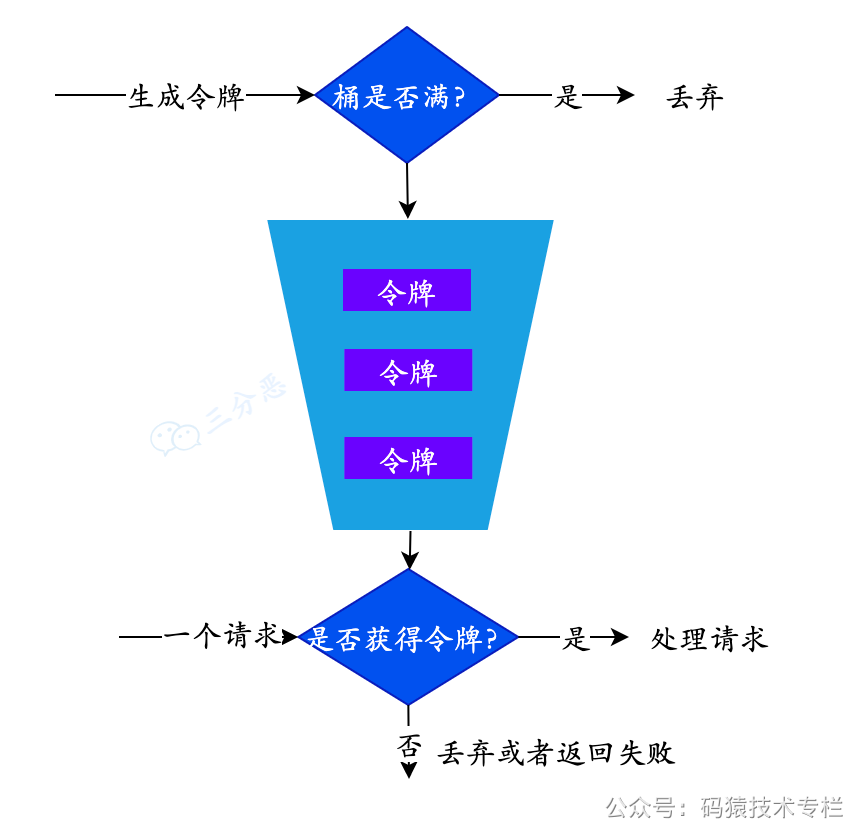 生成令牌
桶是否满?
是
丢弃
令牌
令牌
令牌
三分恶
一个请求
是否获得令牌?
是
处理请求
否
丢弃或者返回失败
公众号：码猿技术专栏